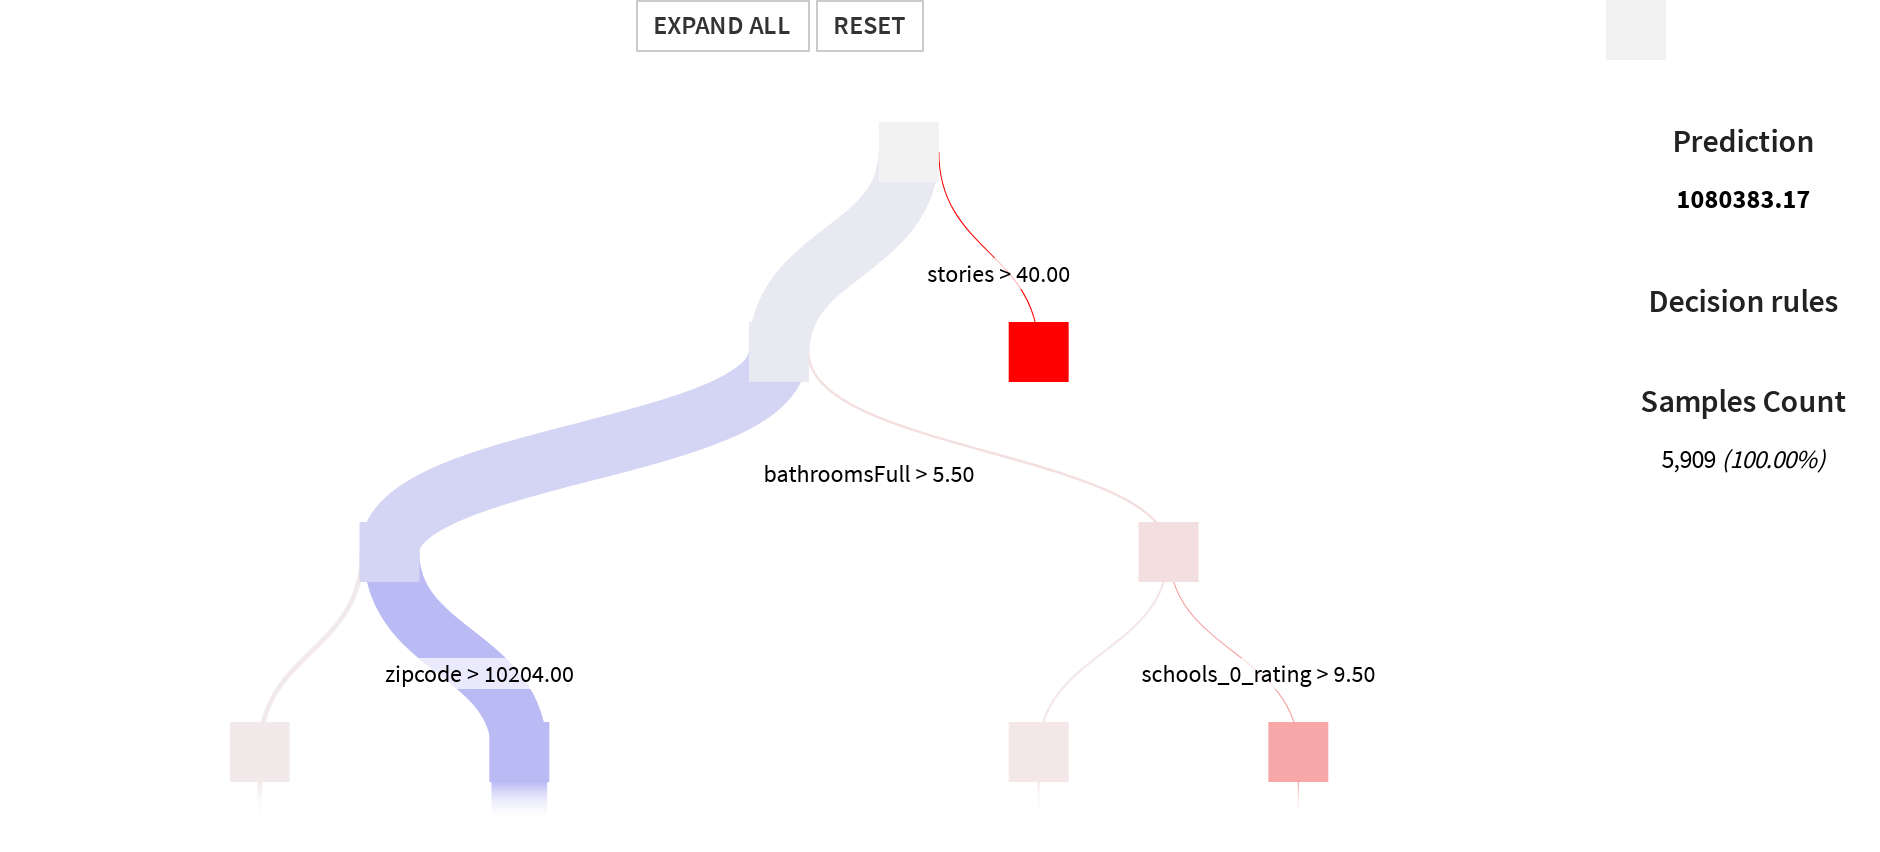 EXPAND ALL
RESET
Prediction
1080383.17
stories > 40.00
Decision rules
Samples Count
5,909 (100.00%)
bathroomsFull > 5.50
zipcode > 10204.00
schools_0_rating > 9.50